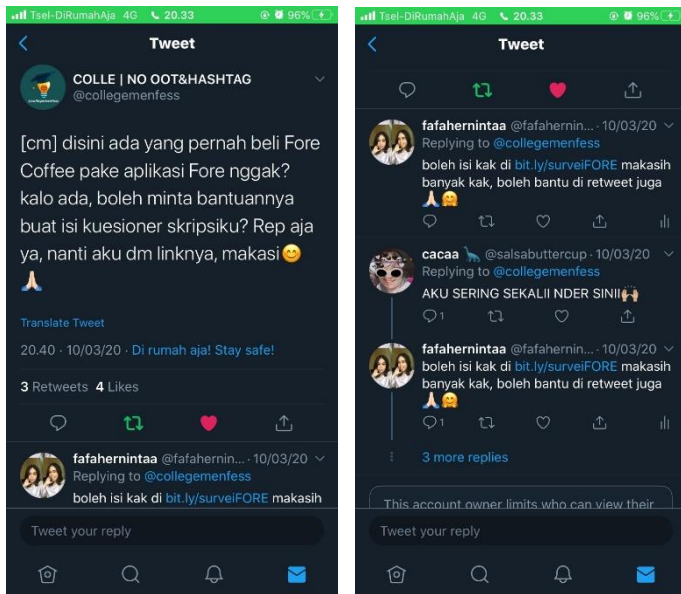 Tsel-DiRumahAja 4G 20.33 96%
Tweet
COLLE | NO OOT&HASHTAG
@collegemenfess
[cm] disini ada yang pernah beli Fore
Coffee pake aplikasi Fore nggak?
kalo ada, boleh minta bantuannya
buat isi kuesioner skripsiku? Rep aja
ya, nanti aku dm linknya, makasi😊
🙏🏻
Translate Tweet
20.40 · 10/03/20 · Di rumah aja! Stay safe!
3 Retweets 4 Likes
fafahernintaa @fafahernin... · 10/03/20
Replying to @collegemenfess
boleh isi kak di bit.ly/surveiFORE makasih
Tweet your reply
Tsel-DiRumahAja 4G 20.33 96%
Tweet
fafahernintaa @fafahernin... · 10/03/20
Replying to @collegemenfess
boleh isi kak di bit.ly/surveiFORE makasih
banyak kak, boleh bantu di retweet juga
🙏🏻🤗
cacaa 🦕 @salsabuttercup · 10/03/20
Replying to @collegemenfess
AKU SERING SEKALII NDER SINII🙌🏻
1
fafahernintaa @fafahernin... · 10/03/20
boleh isi kak di bit.ly/surveiFORE makasih
banyak kak, boleh bantu di retweet juga
🙏🏻🤗
1
3 more replies
This account owner limits who can view their
Tweet your reply